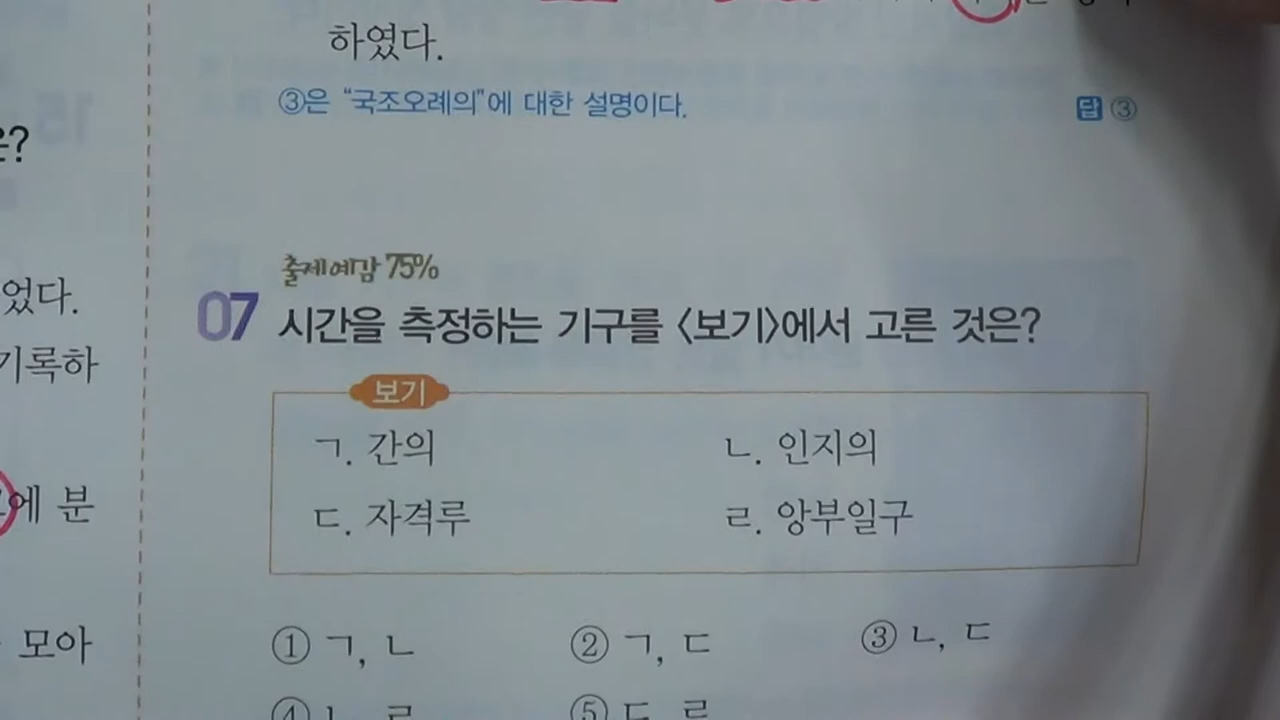 하였다.
③은 “국조오례의”에 대한 설명이다.
답 ③
은?
었다.
기록하
에 분
모아
출제예감 75%
07 시간을 측정하는 기구를 〈보기〉에서 고른 것은?
보기
ㄱ. 간의 ㄴ. 인지의
ㄷ. 자격루 ㄹ. 앙부일구
① ㄱ, ㄴ ② ㄱ, ㄷ ③ ㄴ, ㄷ
④ ㄴ, ㄹ ⑤ ㄷ, ㄹ